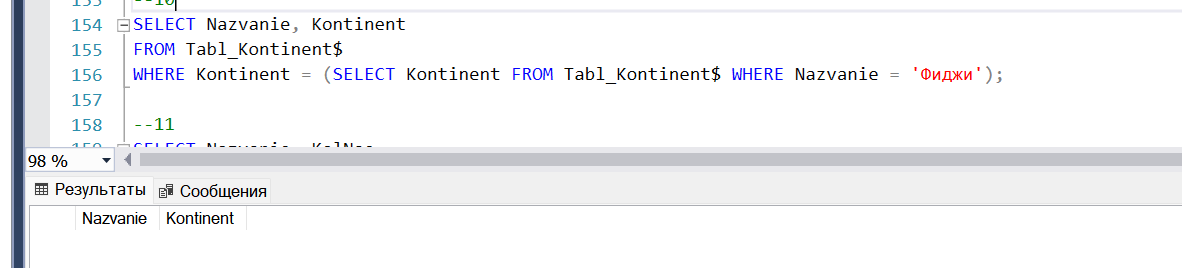 --10
154 SELECT Nazvanie, Kontinent
155 FROM Tabl_Kontinent$
156 WHERE Kontinent = (SELECT Kontinent FROM Tabl_Kontinent$ WHERE Nazvanie = 'Фиджи');
157
158 --11
98 %
Результаты Сообщения
Nazvanie Kontinent